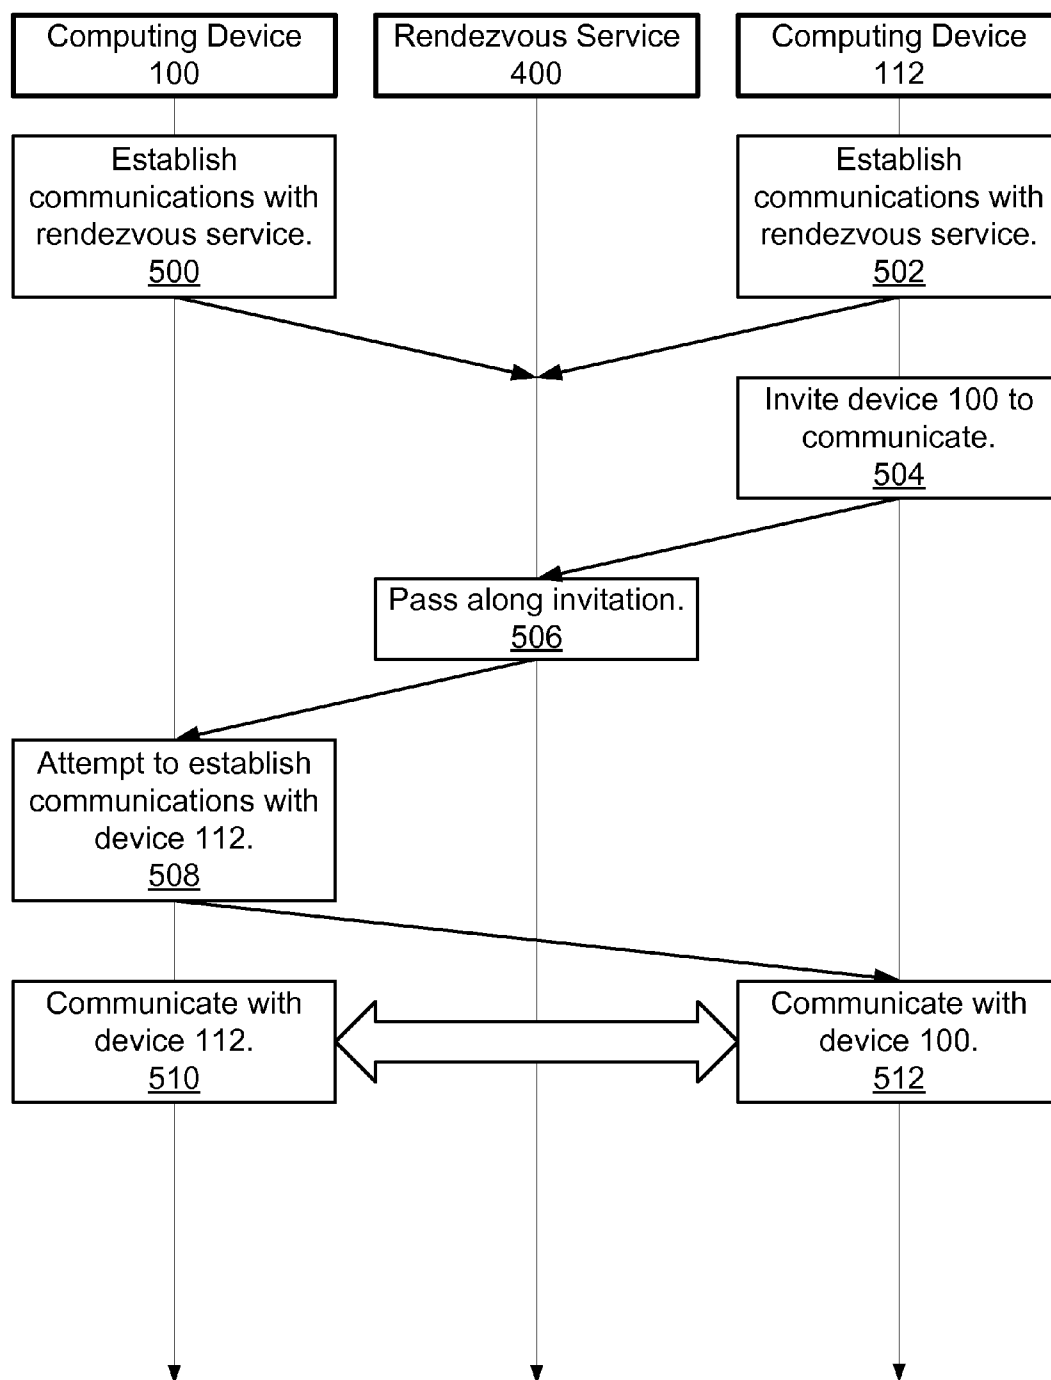 Computing Device
100
Rendezvous Service
400
Computing Device
112
Establish
communications with
rendezvous service.
500
Establish
communications with
rendezvous service.
502
Invite device 100 to
communicate.
504
Pass along invitation.
506
Attempt to establish
communications with
device 112.
508
Communicate with
device 112.
510
Communicate with
device 100.
512